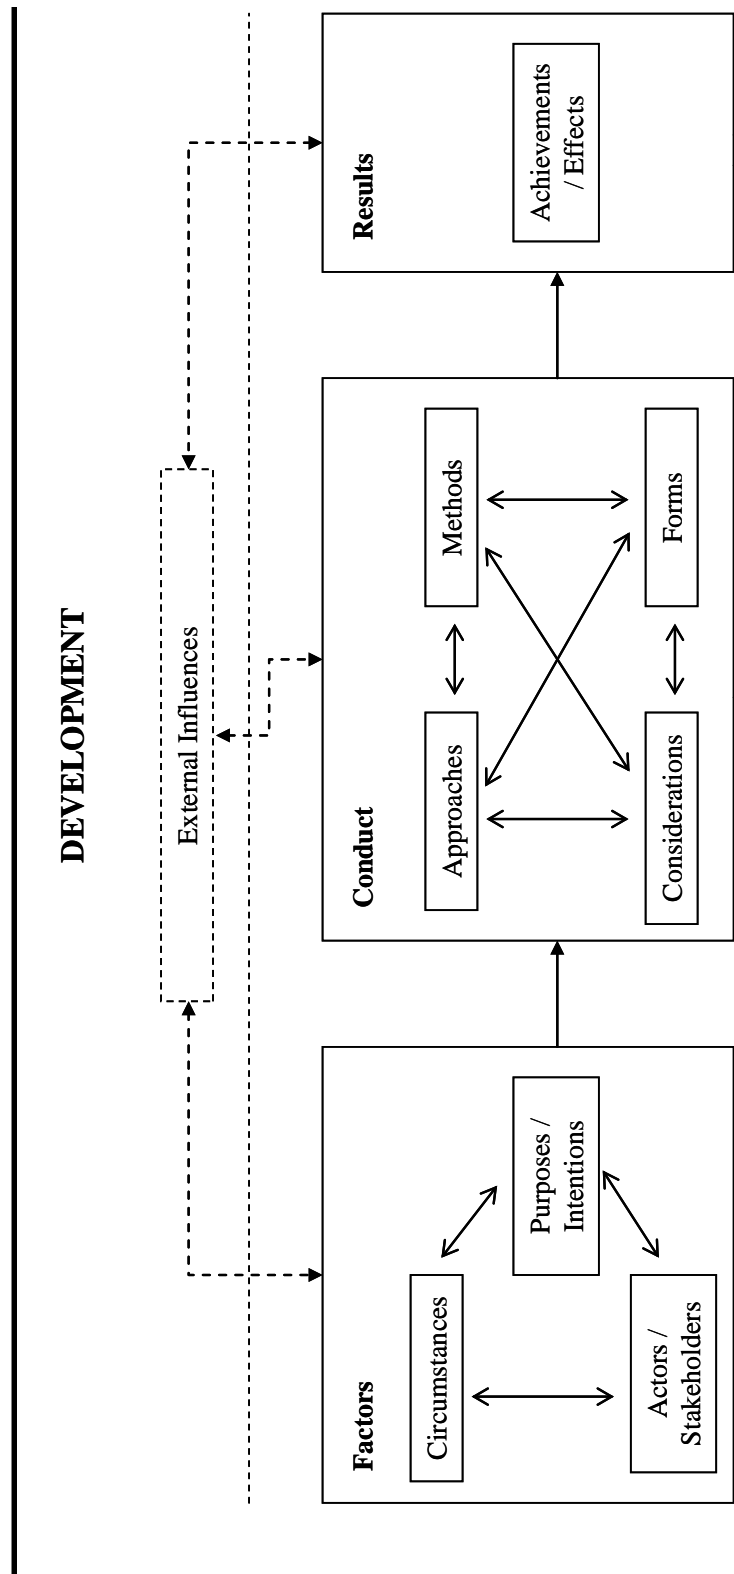 DEVELOPMENT
External Influences
Factors
Circumstances
Purposes /
Intentions
Actors /
Stakeholders
Conduct
Approaches
Methods
Considerations
Forms
Results
Achievements
/ Effects